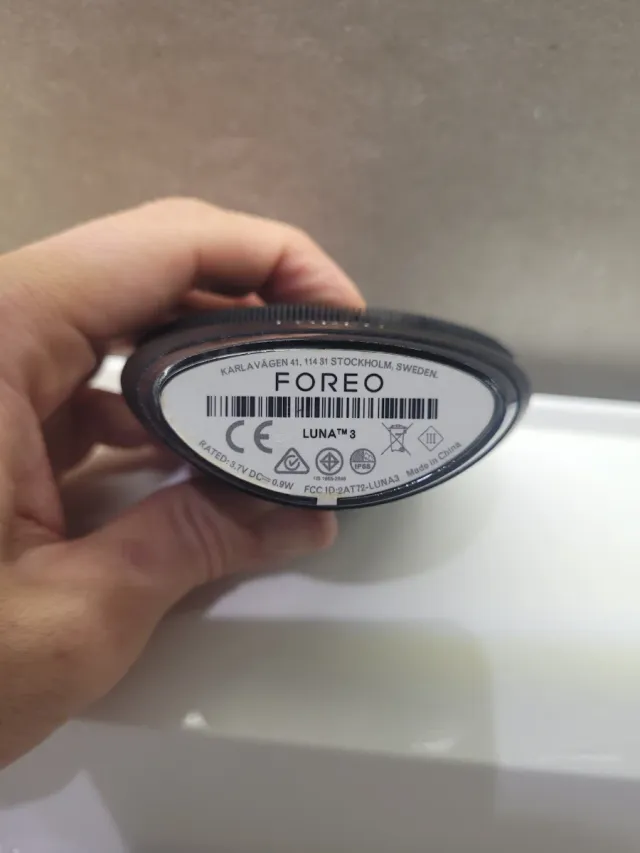 KARLAVÄGEN 41, 114 31 STOCKHOLM, SWEDEN.
FOREO
CE
LUNA™ 3
III
IP68
RATED: 3.7V DC 0.9W
FCC ID:2AT72-LUNA3
Made in China